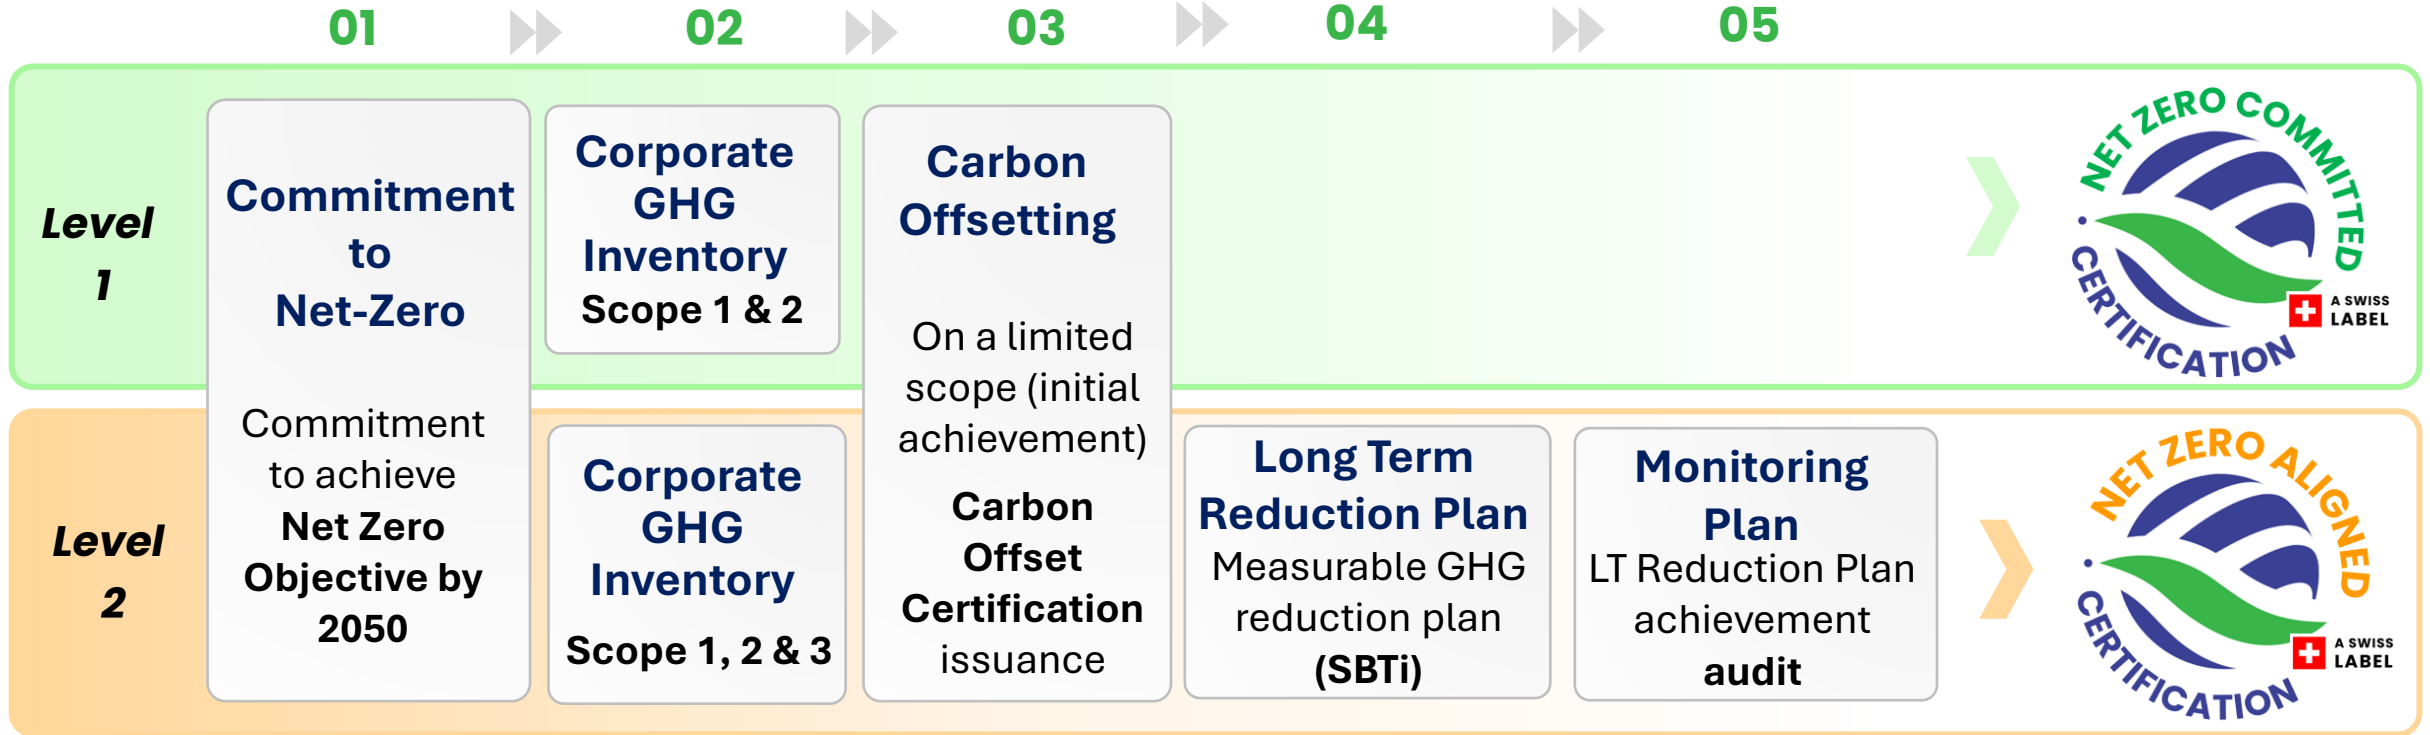 01
02
03
04
05
Level
1
Commitment
to
Net-Zero
Commitment
to achieve
Net Zero
Objective by
2050
Corporate
GHG
Inventory
Scope 1 & 2
Carbon
Offsetting
On a limited
scope (initial
achievement)
Carbon
Offset
Certification
issuance
NET ZERO COMMITTED
CERTIFICATION
A SWISS
LABEL
Level
2
Corporate
GHG
Inventory
Scope 1, 2 & 3
Long Term
Reduction Plan
Measurable GHG
reduction plan
(SBTi)
Monitoring
Plan
LT Reduction Plan
achievement
audit
NET ZERO ALIGNED
CERTIFICATION
A SWISS
LABEL